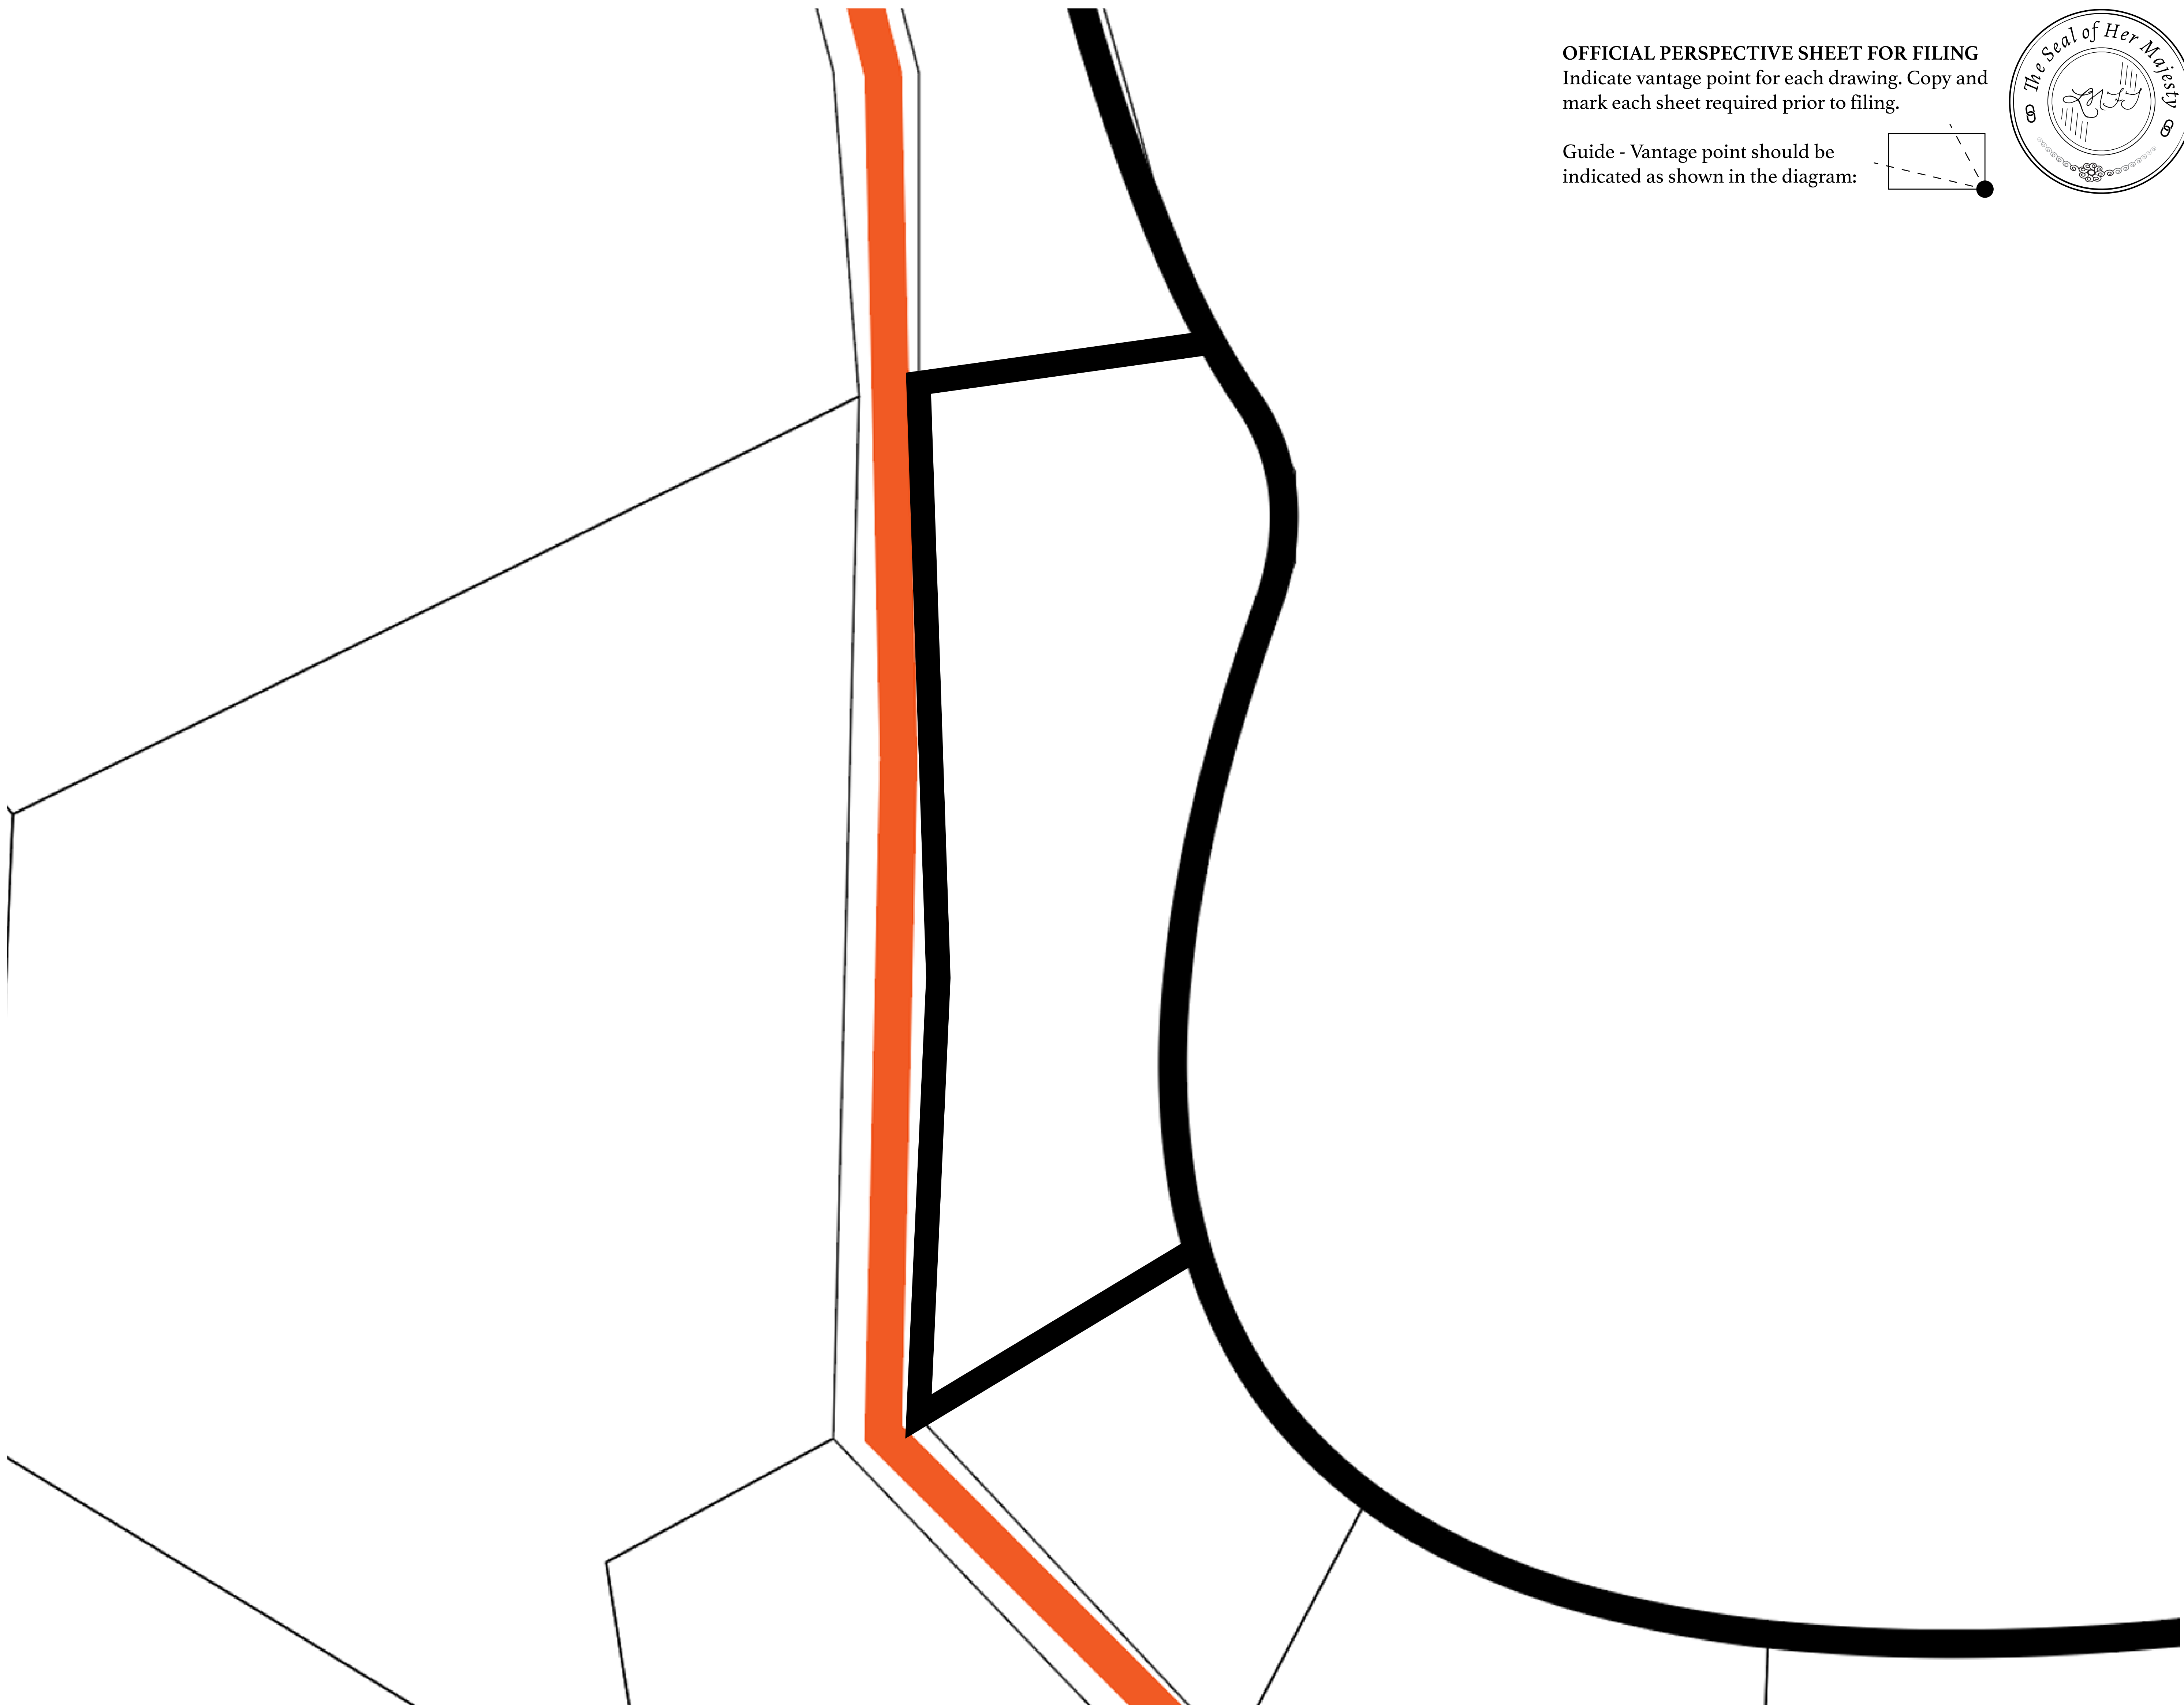 OFFICIAL PERSPECTIVE SHEET FOR FILING
Indicate vantage point for each drawing. Copy and
mark each sheet required prior to filing.
Guide - Vantage point should be
indicated as shown in the diagram:
The Seal of Her Majesty